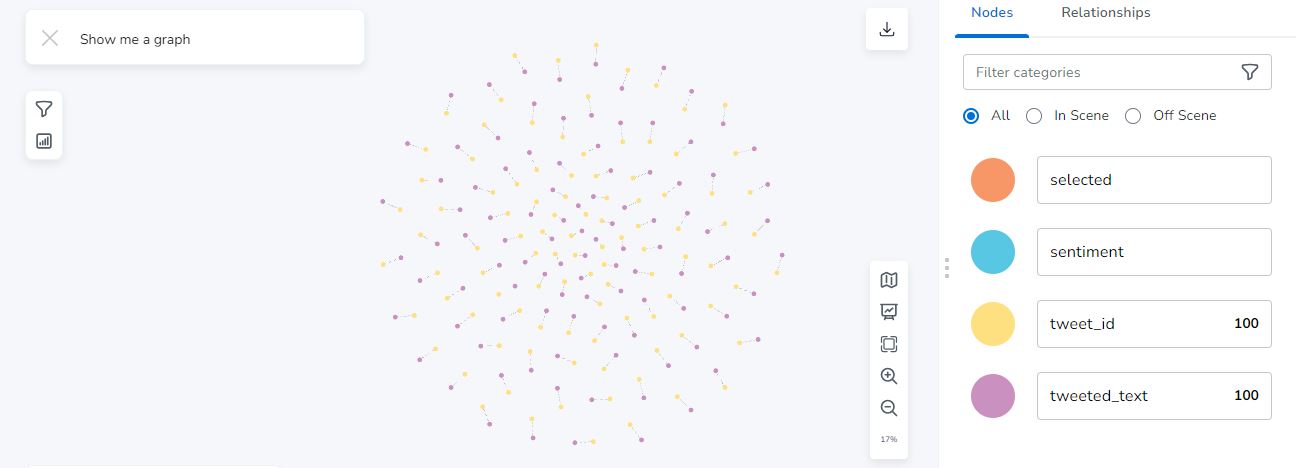 Show me a graph
17%
Nodes
Relationships
Filter categories
All
In Scene
Off Scene
selected
sentiment
tweet_id 100
tweeted_text 100